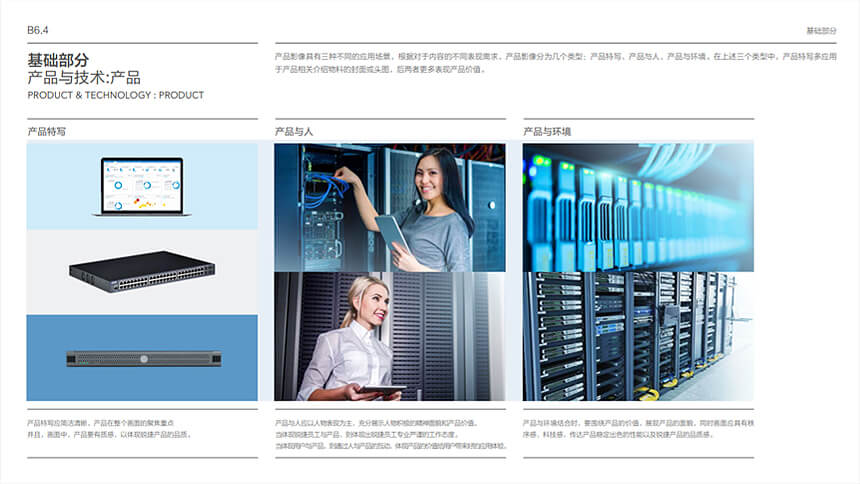 B6.4
基础部分
基础部分
产品与技术:产品
PRODUCT & TECHNOLOGY : PRODUCT
产品影像具有三种不同的应用场景，根据对于内容的不同表现需求，产品影像分为几个类型：产品特写、产品与人、产品与环境。在上述三个类型中，产品特写多应用
于产品相关介绍物料的封面或头图，后两者更多表现产品价值。
产品特写
产品与人
产品与环境
产品特写应简洁清晰，产品在整个画面的聚焦重点
并且，画面中，产品要有质感，以体现锐捷产品的品质。
产品与人应以人物表现为主，充分展示人物积极的精神面貌和产品价值。
当体现锐捷员工与产品，则体现出锐捷员工专业严谨的工作态度。
当体现用户与产品，则通过人与产品的互动，体现产品的价值给用户带来好的应用体验。
产品与环境结合时，要围绕产品的价值，展现产品的面貌，同时画面应具有秩
序感、科技感，传达产品稳定出色的性能以及锐捷产品的品质感。